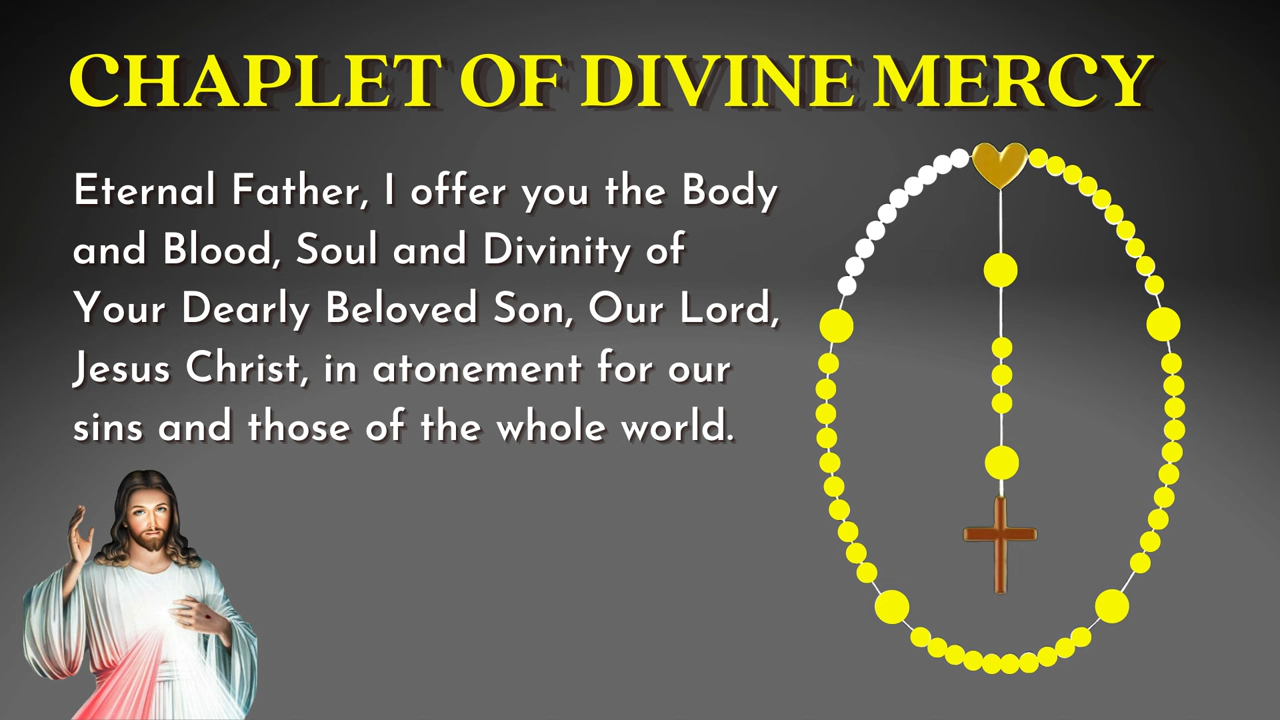 CHAPLET OF DIVINE MERCY
Eternal Father, I offer you the Body
and Blood, Soul and Divinity of
Your Dearly Beloved Son, Our Lord,
Jesus Christ, in atonement for our
sins and those of the whole world.